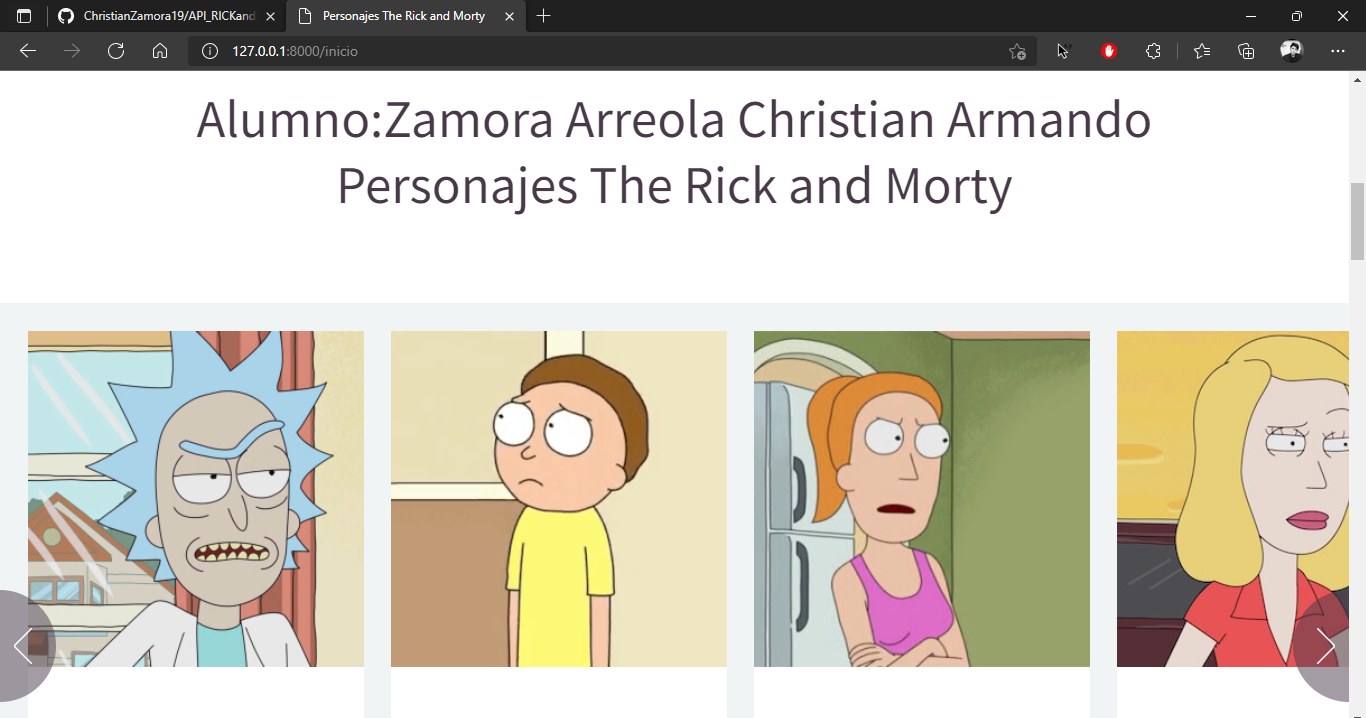 ChristianZamora19/API_RICKand
Personajes The Rick and Morty
127.0.0.1:8000/inicio
Alumno:Zamora Arreola Christian Armando
Personajes The Rick and Morty